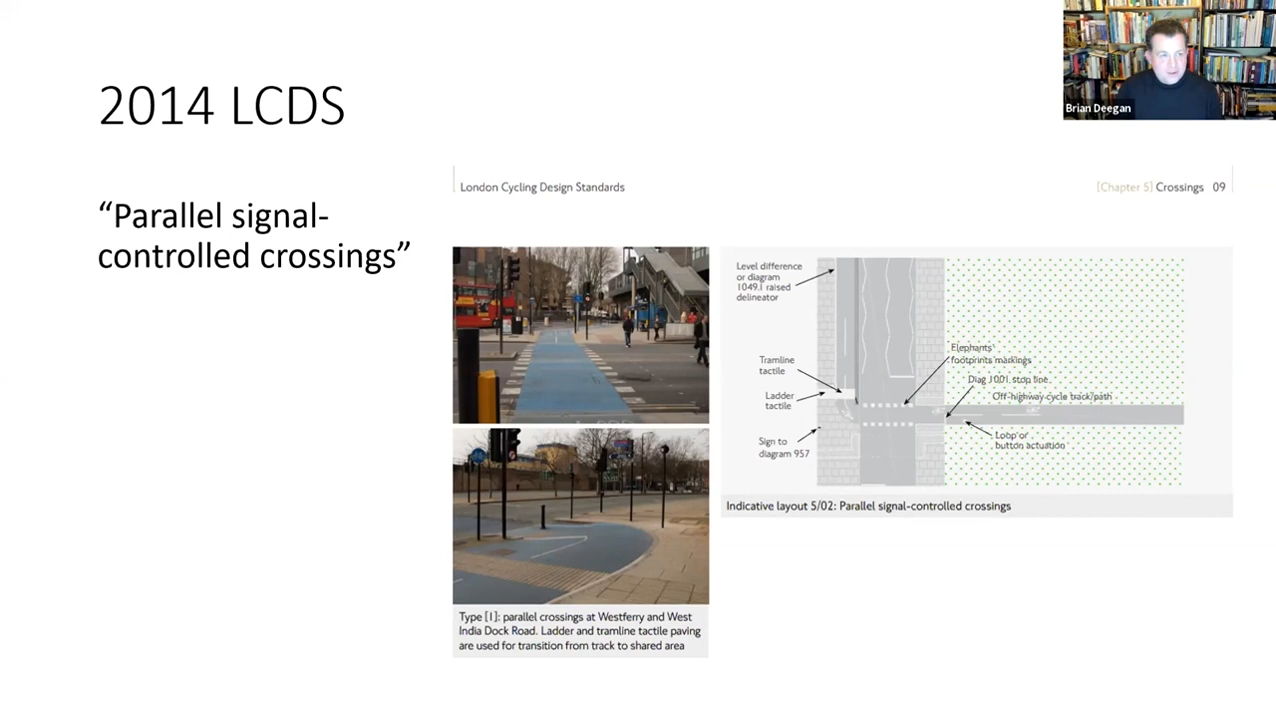 2014 LCDS
Brian Deegan
“Parallel signal-
controlled crossings”
London Cycling Design Standards
[Chapter 5] Crossings 09
Level difference
or diagram
1049.1 raised
delineator
Tramline
tactile
Ladder
tactile
Sign to
diagram 957
Elephants'
footprints markings
Diag 1001 stop line
Off-highway cycle track/path
Loop or
button actuation
Indicative layout 5/02: Parallel signal-controlled crossings
Type [1]: parallel crossings at Westferry and West
India Dock Road. Ladder and tramline tactile paving
are used for transition from track to shared area